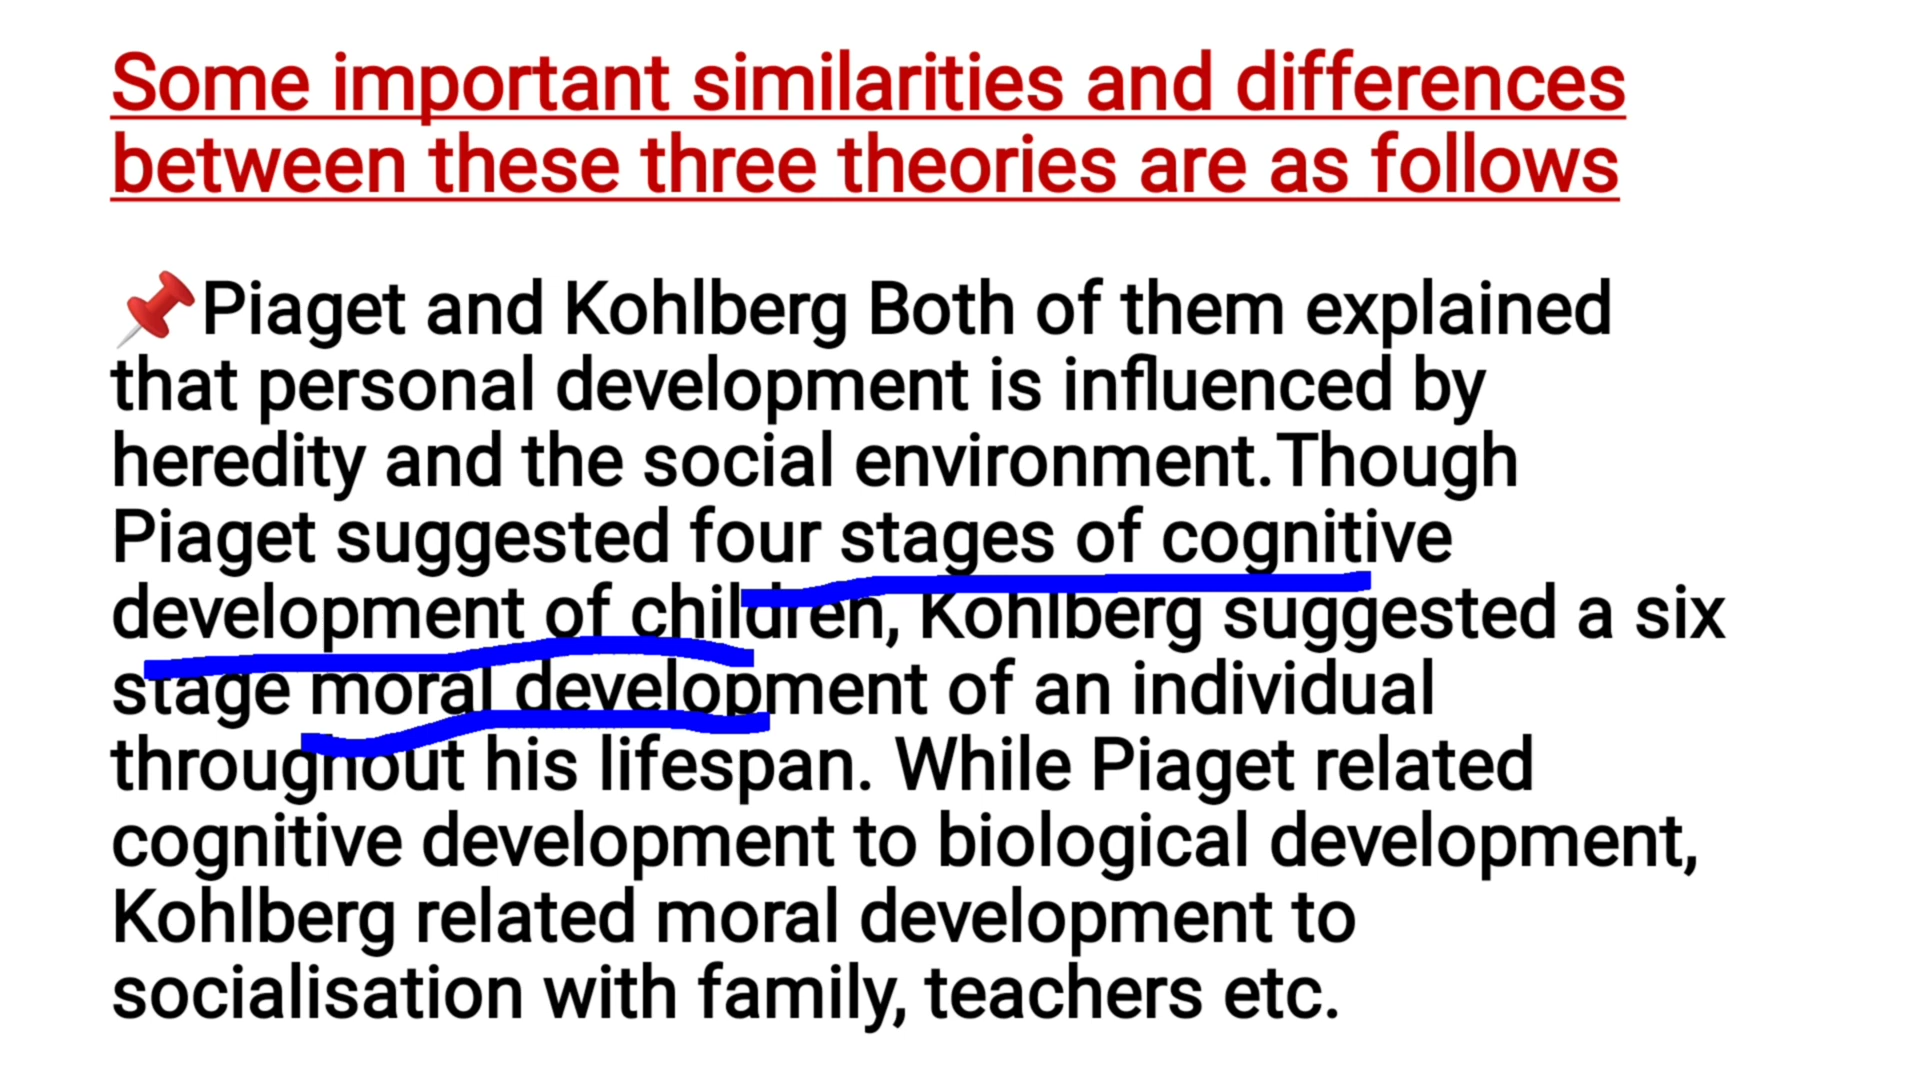 Some important similarities and differences
between these three theories are as follows
📌Piaget and Kohlberg Both of them explained
that personal development is influenced by
heredity and the social environment.Though
Piaget suggested four stages of cognitive
development of children, Kohlberg suggested a six
stage moral development of an individual
throughout his lifespan. While Piaget related
cognitive development to biological development,
Kohlberg related moral development to
socialisation with family, teachers etc.